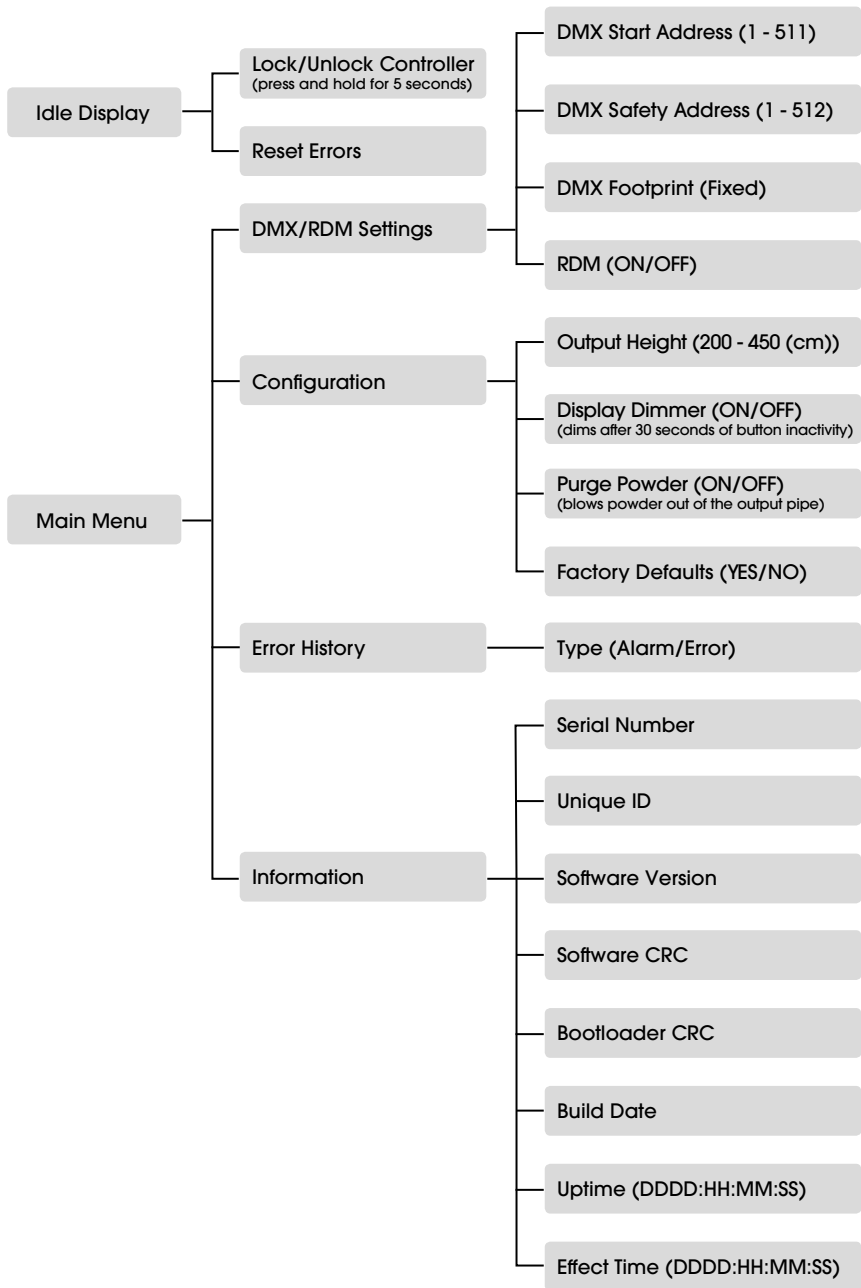 Idle Display
Lock/Unlock Controller
(press and hold for 5 seconds)
Reset Errors
Main Menu
DMX/RDM Settings
DMX Start Address (1 - 511)
DMX Safety Address (1 - 512)
DMX Footprint (Fixed)
RDM (ON/OFF)
Configuration
Output Height (200 - 450 (cm))
Display Dimmer (ON/OFF)
(dims after 30 seconds of button inactivity)
Purge Powder (ON/OFF)
(blows powder out of the output pipe)
Factory Defaults (YES/NO)
Error History
Type (Alarm/Error)
Information
Serial Number
Unique ID
Software Version
Software CRC
Bootloader CRC
Build Date
Uptime (DDDD:HH:MM:SS)
Effect Time (DDDD:HH:MM:SS)